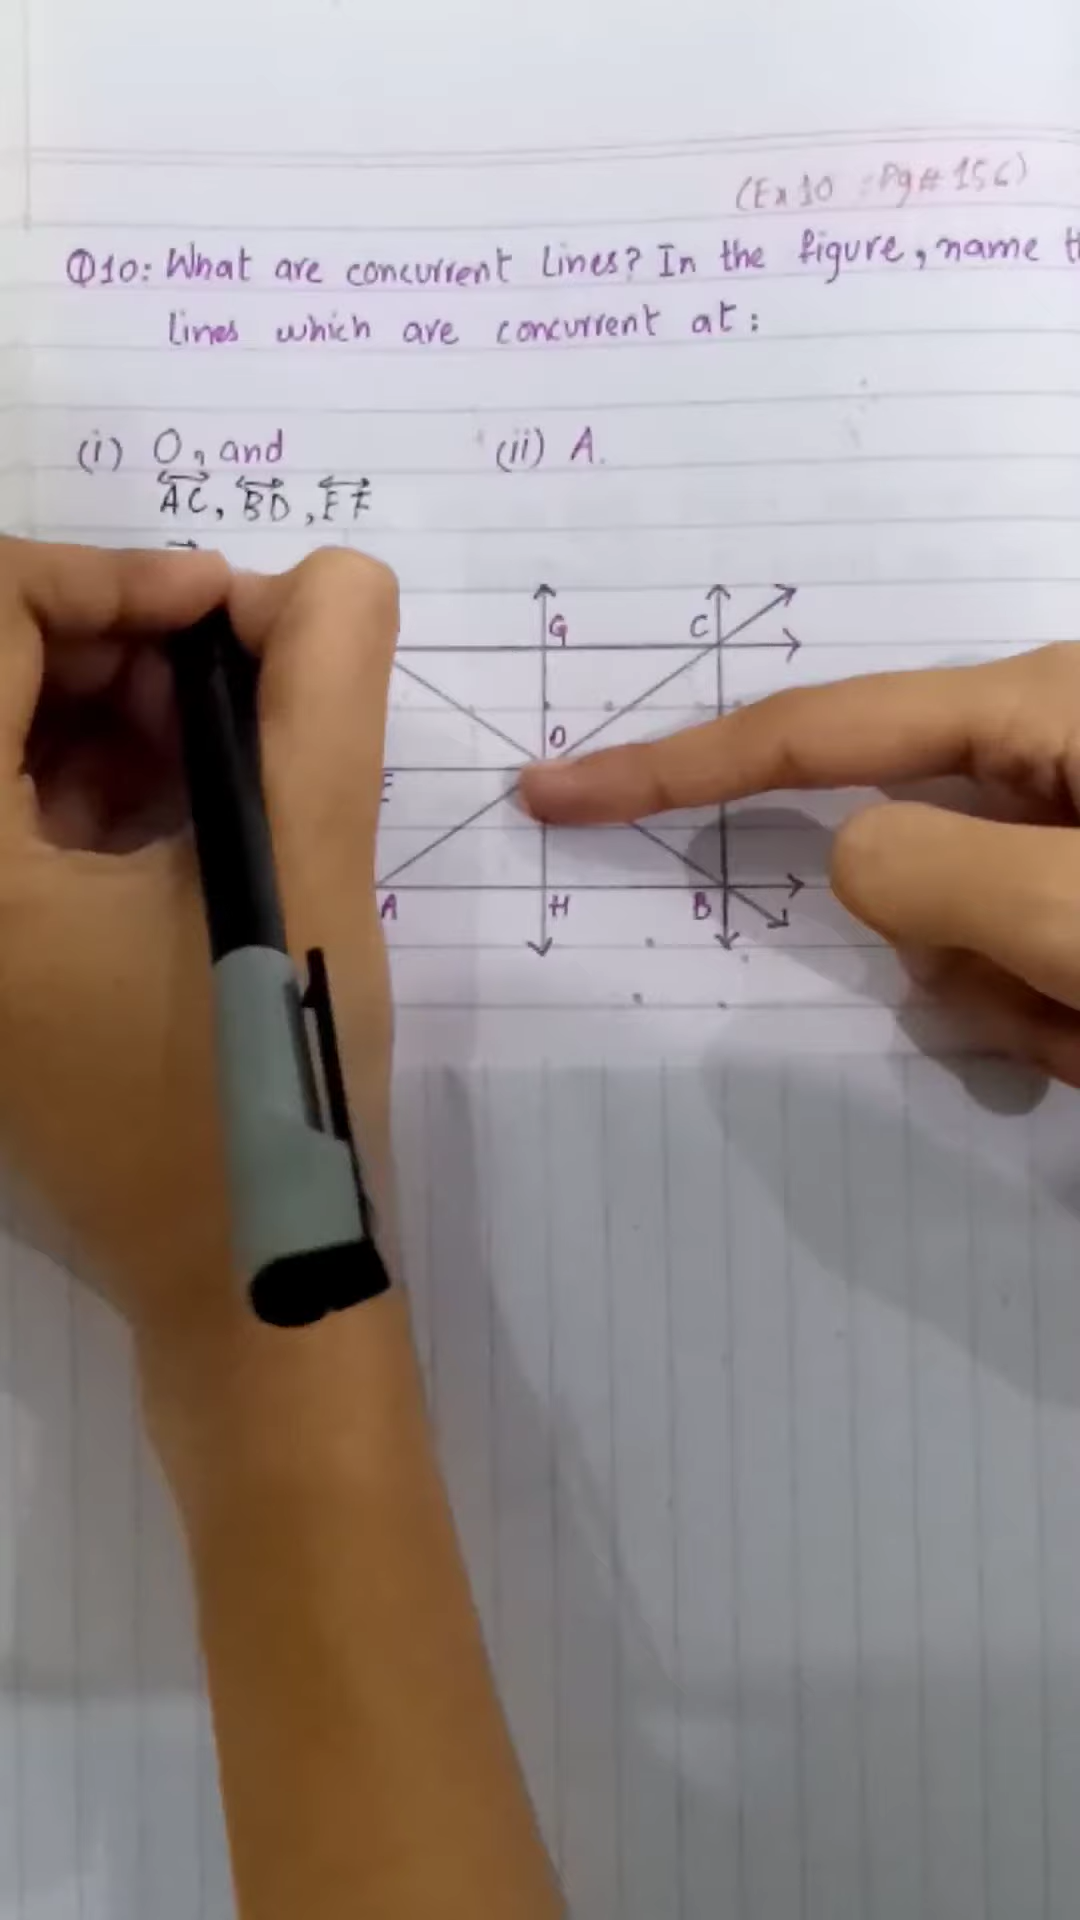 (Ex 10 : Pg # 156)
Q10: What are concurrent lines? In the figure, name
lines which are concurrent at:
(i) O, and (ii) A.
AC, BD, EF
G C
O
E
A H B